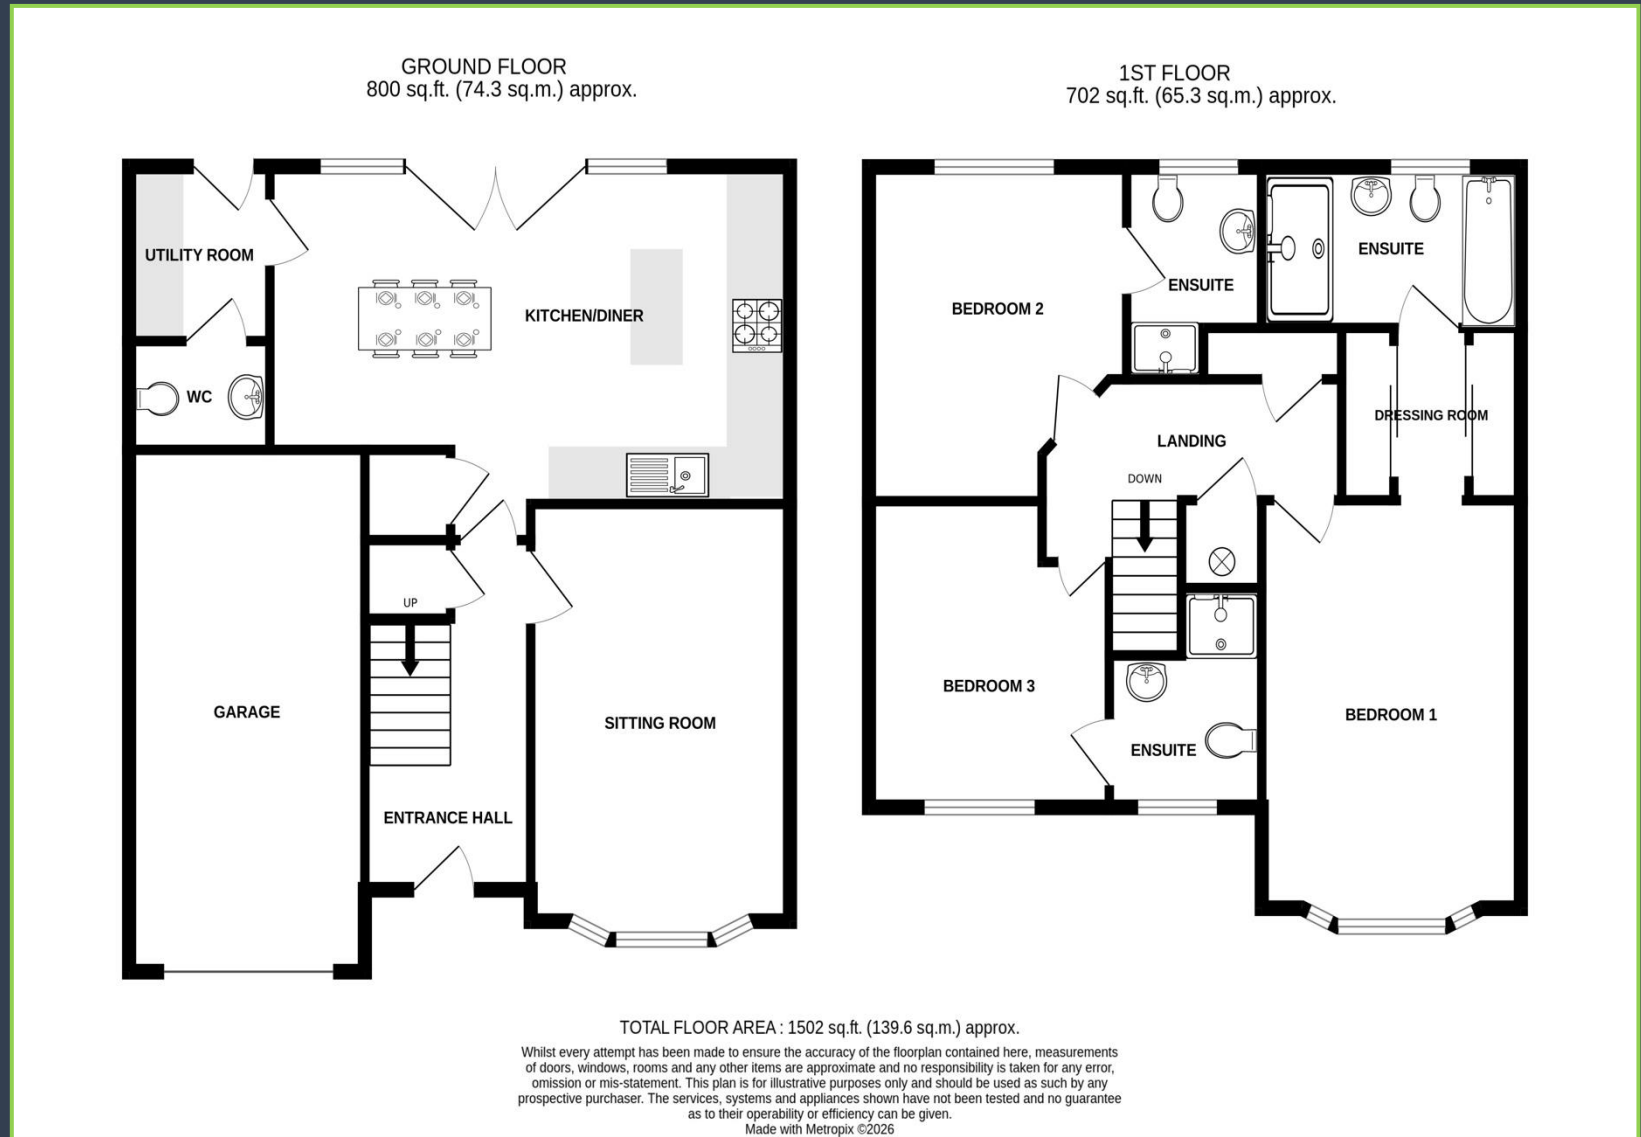 GROUND FLOOR
800 sq.ft. (74.3 sq.m.) approx.
UTILITY ROOM
KITCHEN/DINER
WC
UP
GARAGE
SITTING ROOM
ENTRANCE HALL
1ST FLOOR
702 sq.ft. (65.3 sq.m.) approx.
ENSUITE
ENSUITE
BEDROOM 2
DRESSING ROOM
LANDING
DOWN
BEDROOM 3
BEDROOM 1
ENSUITE
TOTAL FLOOR AREA : 1502 sq.ft. (139.6 sq.m.) approx.
Whilst every attempt has been made to ensure the accuracy of the floorplan contained here, measurements
of doors, windows, rooms and any other items are approximate and no responsibility is taken for any error,
omission or mis-statement. This plan is for illustrative purposes only and should be used as such by any
prospective purchaser. The services, systems and appliances shown have not been tested and no guarantee
as to their operability or efficiency can be given.
Made with Metropix ©2026